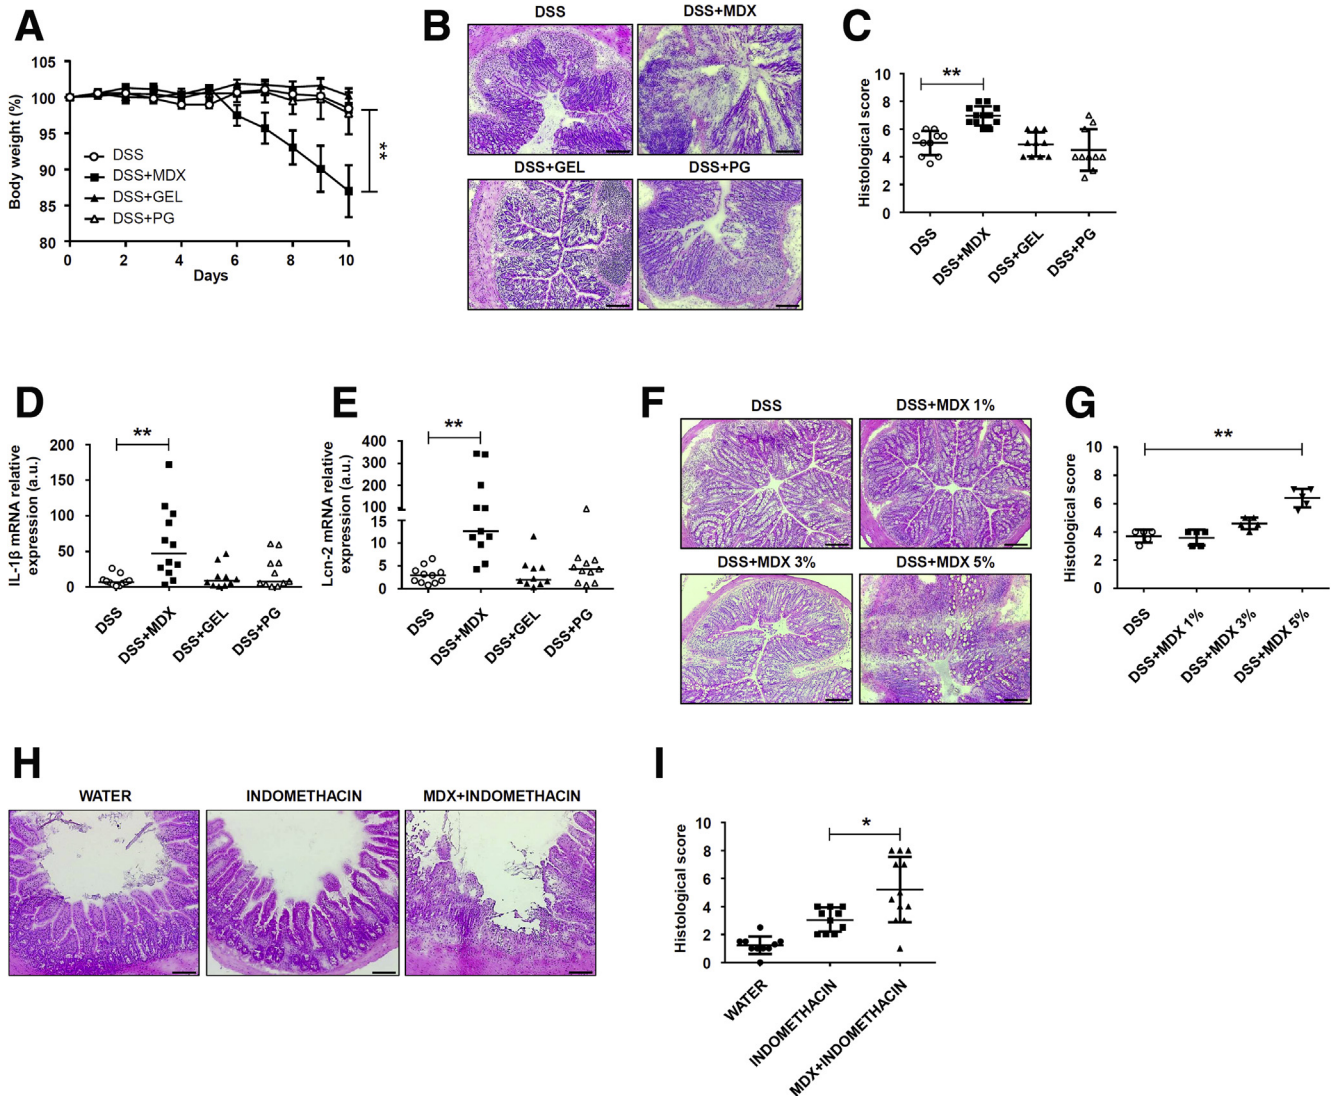 A
105
100
95
90
85
80
Body weight (%)
DSS
DSS+MDX
DSS+GEL
DSS+PG
**
0 2 4 6 8 10
Days
B
DSS
DSS+MDX
DSS+GEL
DSS+PG
C
Histological score
10
8
6
4
2
0
**
DSS
DSS+MDX
DSS+GEL
DSS+PG
D
IL-1β mRNA relative
expression (a.u.)
200
150
100
50
0
**
DSS
DSS+MDX
DSS+GEL
DSS+PG
E
Lcn-2 mRNA relative
expression (a.u.)
400
300
200
100
15
10
5
0
**
DSS
DSS+MDX
DSS+GEL
DSS+PG
F
DSS
DSS+MDX 1%
DSS+MDX 3%
DSS+MDX 5%
G
Histological score
10
8
6
4
2
0
**
DSS
DSS+MDX 1%
DSS+MDX 3%
DSS+MDX 5%
H
WATER
INDOMETHACIN
MDX+INDOMETHACIN
I
Histological score
10
8
6
4
2
0
*
WATER
INDOMETHACIN
MDX+INDOMETHACIN